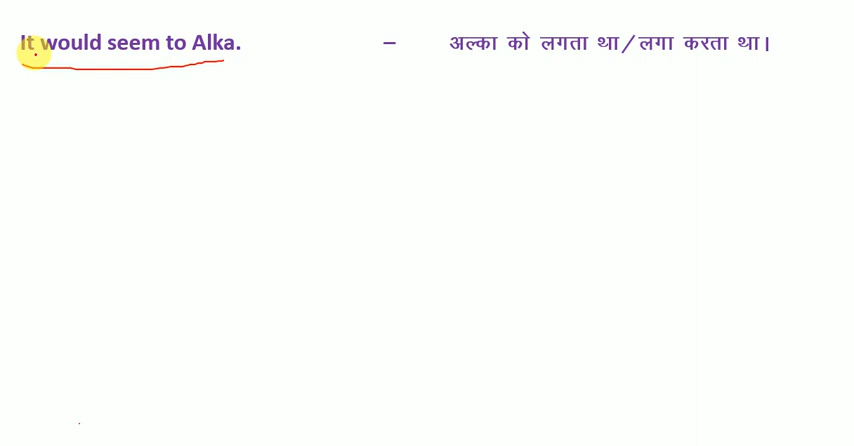 It would seem to Alka. – अल्का को लगता था/लगा करता था।